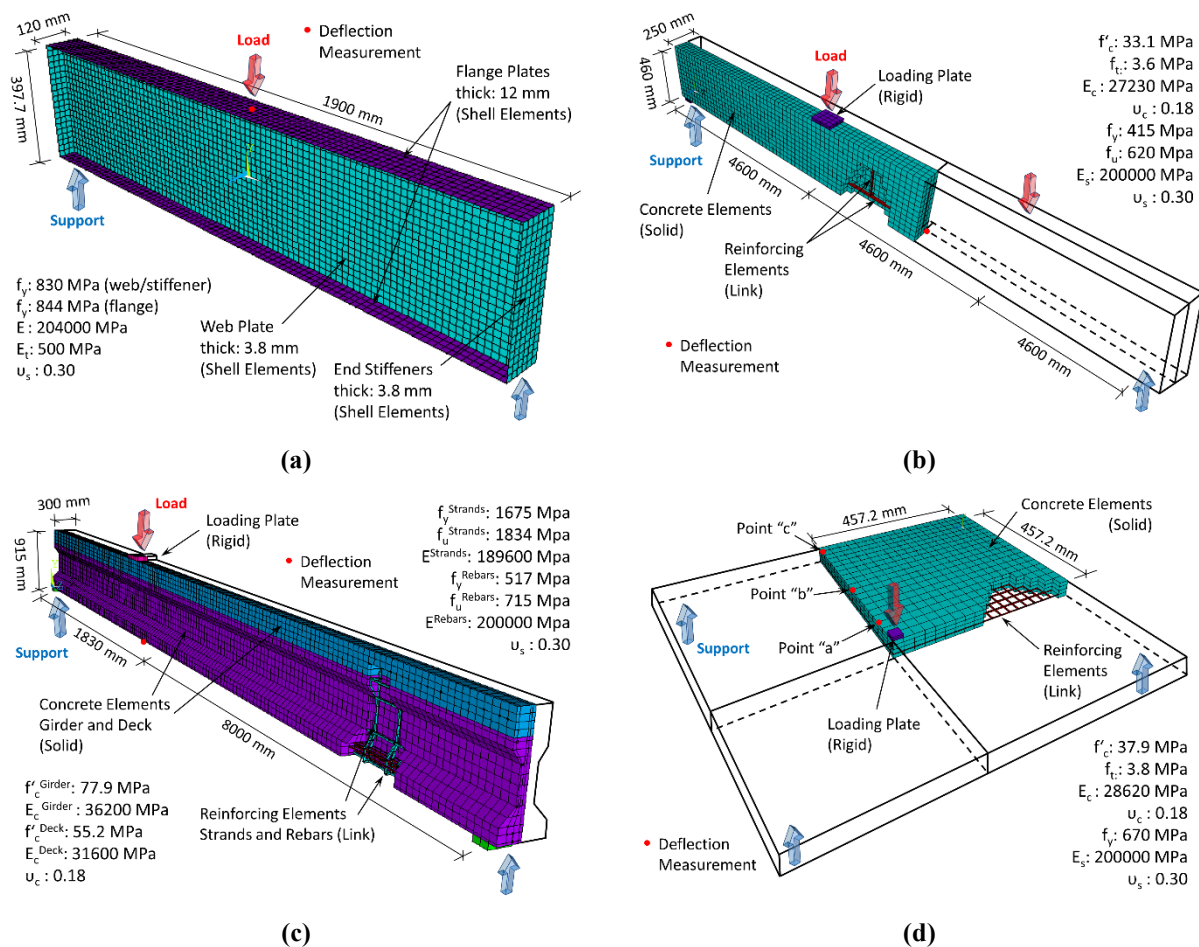 120 mm
397.7 mm
Load
Deflection
Measurement
Flange Plates
thick: 12 mm
(Shell Elements)
1900 mm
Support
f_y: 830 MPa (web/stiffener)
f_y: 844 MPa (flange)
E: 204000 MPa
E_t: 500 MPa
υ_s: 0.30
Web Plate
thick: 3.8 mm
(Shell Elements)
End Stiffeners
thick: 3.8 mm
(Shell Elements)
(a)
250 mm
460 mm
Load
Loading Plate
(Rigid)
f'_c: 33.1 MPa
f_t: 3.6 MPa
E_c: 27230 MPa
υ_c: 0.18
f_y: 415 Mpa
f_u: 620 Mpa
E_s: 200000 MPa
υ_s: 0.30
Support
4600 mm
Concrete Elements
(Solid)
Reinforcing
Elements
(Link)
4600 mm
Deflection
Measurement
4600 mm
(b)
300 mm
915 mm
Load
Loading Plate
(Rigid)
Deflection
Measurement
f_y^Strands: 1675 Mpa
f_u^Strands: 1834 Mpa
E^Strands: 189600 MPa
f_y^Rebars: 517 Mpa
f_u^Rebars: 715 Mpa
E^Rebars: 200000 MPa
υ_s: 0.30
Support
1830 mm
Concrete Elements
Girder and Deck
(Solid)
8000 mm
f'_c^Girder: 77.9 MPa
E_c^Girder: 36200 MPa
f'_c^Deck: 55.2 MPa
E_c^Deck: 31600 MPa
υ_c : 0.18
Reinforcing Elements
Strands and Rebars (Link)
(c)
Concrete Elements
(Solid)
457.2 mm
457.2 mm
Point “c”
Point “b”
Point “a”
Support
Loading Plate
(Rigid)
Reinforcing
Elements
(Link)
f'_c: 37.9 MPa
f_t: 3.8 MPa
E_c: 28620 MPa
υ_c: 0.18
f_y: 670 MPa
E_s: 200000 MPa
υ_s: 0.30
Deflection
Measurement
(d)